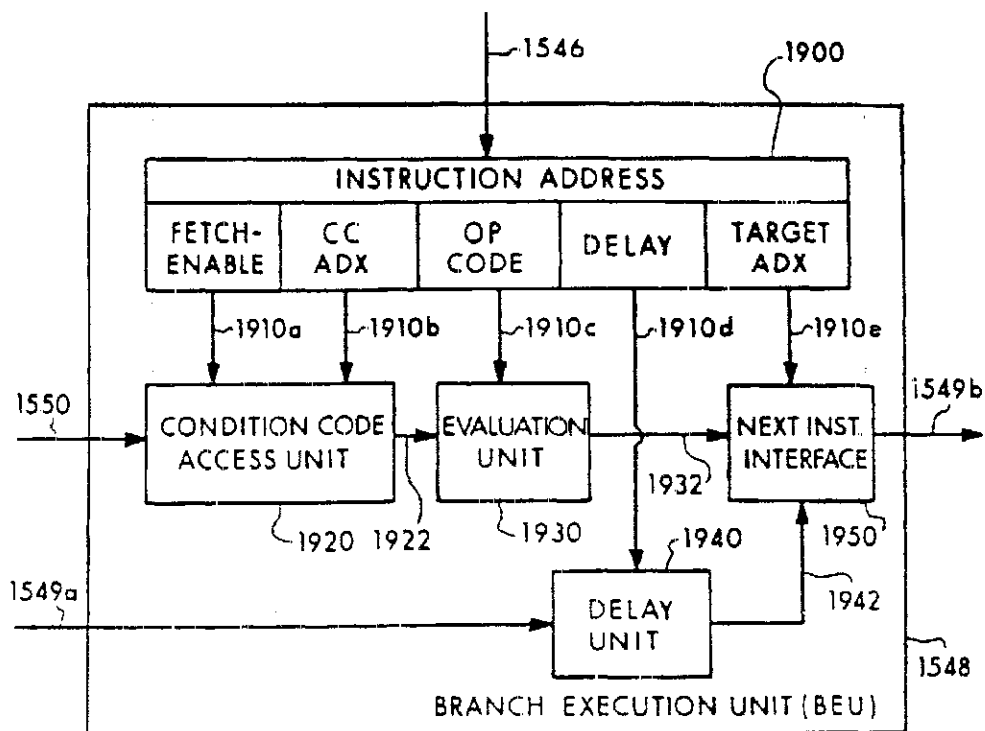 1546
1900
INSTRUCTION ADDRESS
FETCH-
ENABLE
CC
ADX
OP
CODE
DELAY
TARGET
ADX
1910a
1910b
1910c
1910d
1910e
1550
1549b
CONDITION CODE
ACCESS UNIT
EVALUATION
UNIT
NEXT INST.
INTERFACE
1932
1920
1922
1930
1940
1950
1549a
1942
DELAY
UNIT
1548
BRANCH EXECUTION UNIT (BEU)